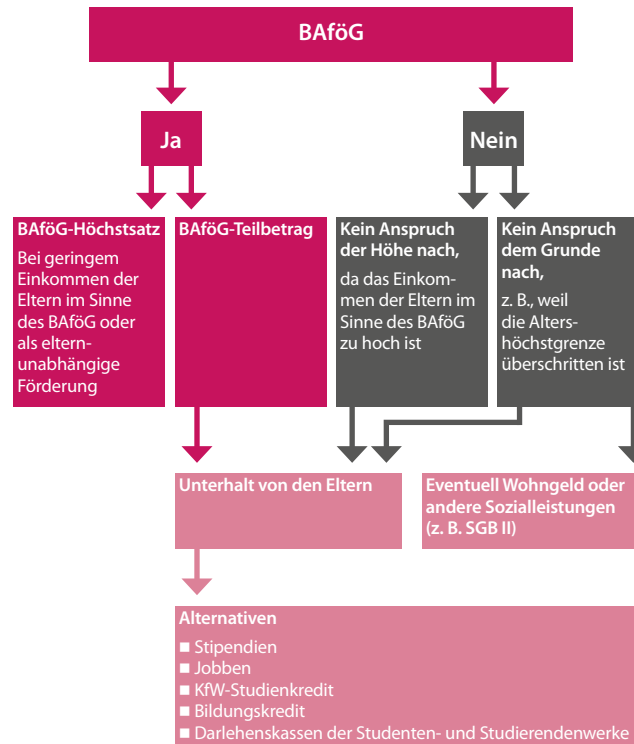 BAföG
Ja
Nein
BAföG-Höchstsatz
Bei geringem
Einkommen der
Eltern im Sinne
des BAföG oder
als eltern-
unabhängige
Förderung
BAföG-Teilbetrag
Kein Anspruch
der Höhe nach,
da das Einkom-
men der Eltern im
Sinne des BAföG
zu hoch ist
Kein Anspruch
dem Grunde
nach,
z. B., weil
die Alters-
höchstgrenze
überschritten ist
Unterhalt von den Eltern
Eventuell Wohngeld oder
andere Sozialleistungen
(z. B. SGB II)
Alternativen
■ Stipendien
■ Jobben
■ KfW-Studienkredit
■ Bildungskredit
■ Darlehenskassen der Studenten- und Studierendenwerke